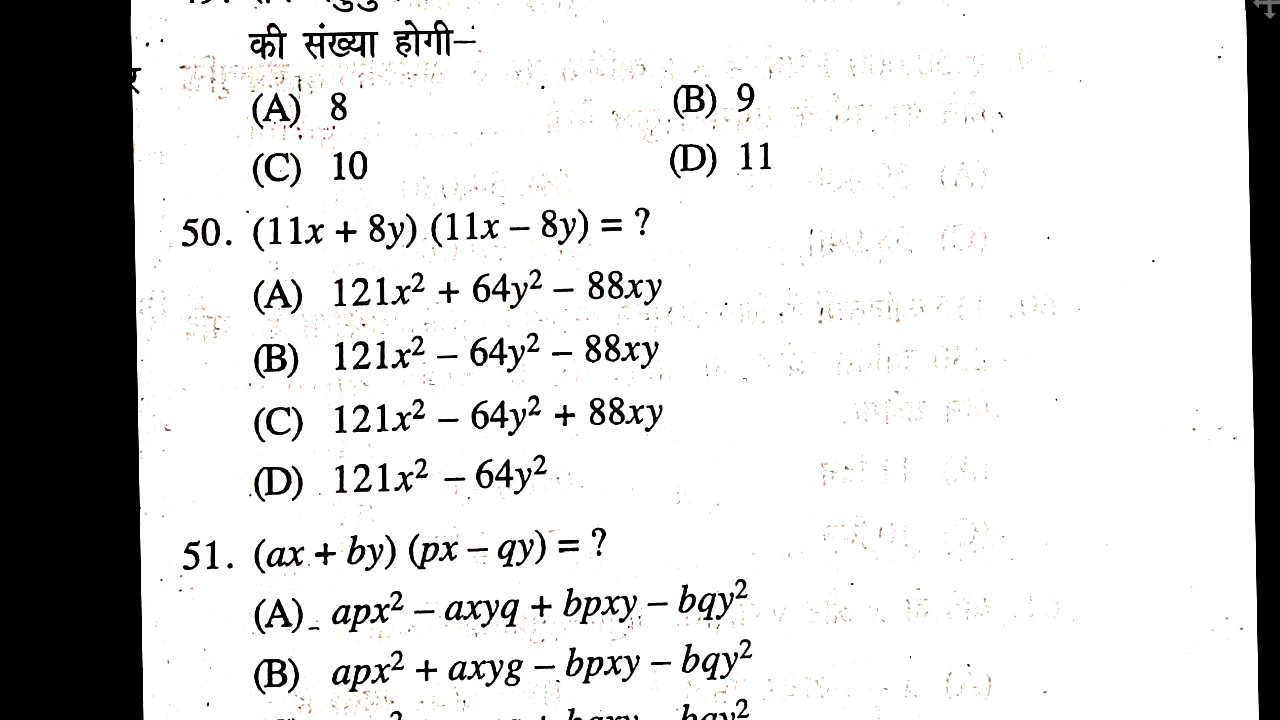 की संख्या होगी–
(A) 8 (B) 9
(C) 10 (D) 11
50. (11x + 8y) (11x – 8y) = ?
(A) 121x² + 64y² – 88xy
(B) 121x² – 64y² – 88xy
(C) 121x² – 64y² + 88xy
(D) 121x² – 64y²
51. (ax + by) (px – qy) = ?
(A) apx² – axyq + bpxy – bqy²
(B) apx² + axyg – bpxy – bqy²